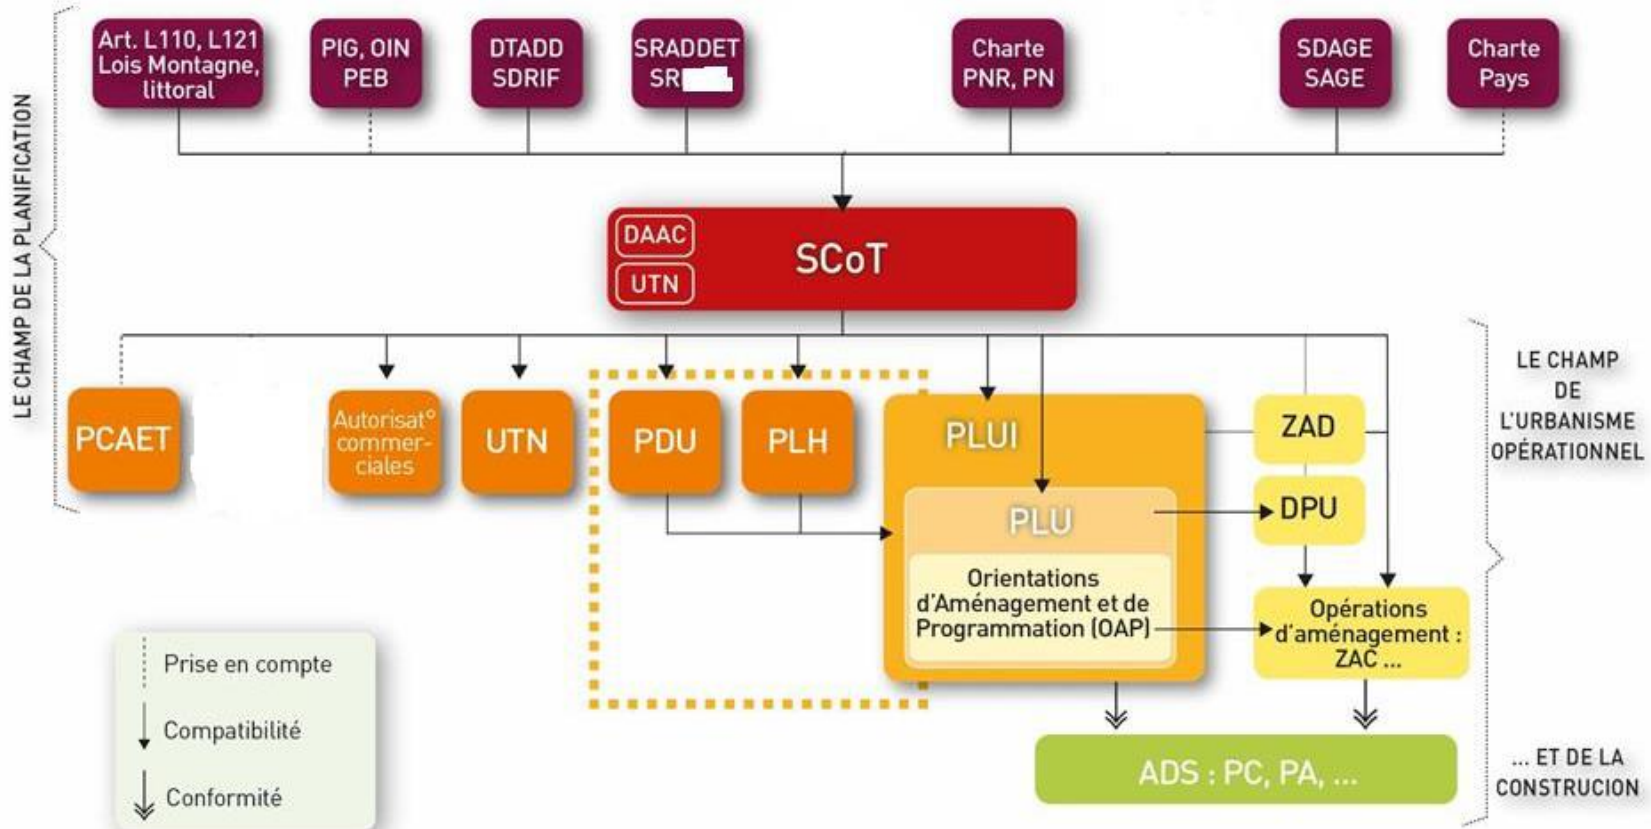 LE CHAMP DE LA PLANIFICATION
Art. L110, L121
Lois Montagne,
littoral
PIG, OIN
PEB
DTADD
SDRIF
SRADDET
Charte
PNR, PN
SDAGE
SAGE
Charte
Pays
DAAC
UTN
SCoT
PCAET
Autorisat°
commer-
ciales
UTN
PDU
PLH
PLUI
PLU
Orientations
d'Aménagement et de
Programmation (OAP)
ZAD
DPU
Opérations
d'aménagement :
ZAC ...
LE CHAMP
DE
L'URBANISME
OPÉRATIONNEL
Prise en compte
Compatibilité
Conformité
ADS : PC, PA, ...
... ET DE LA
CONSTRUCION